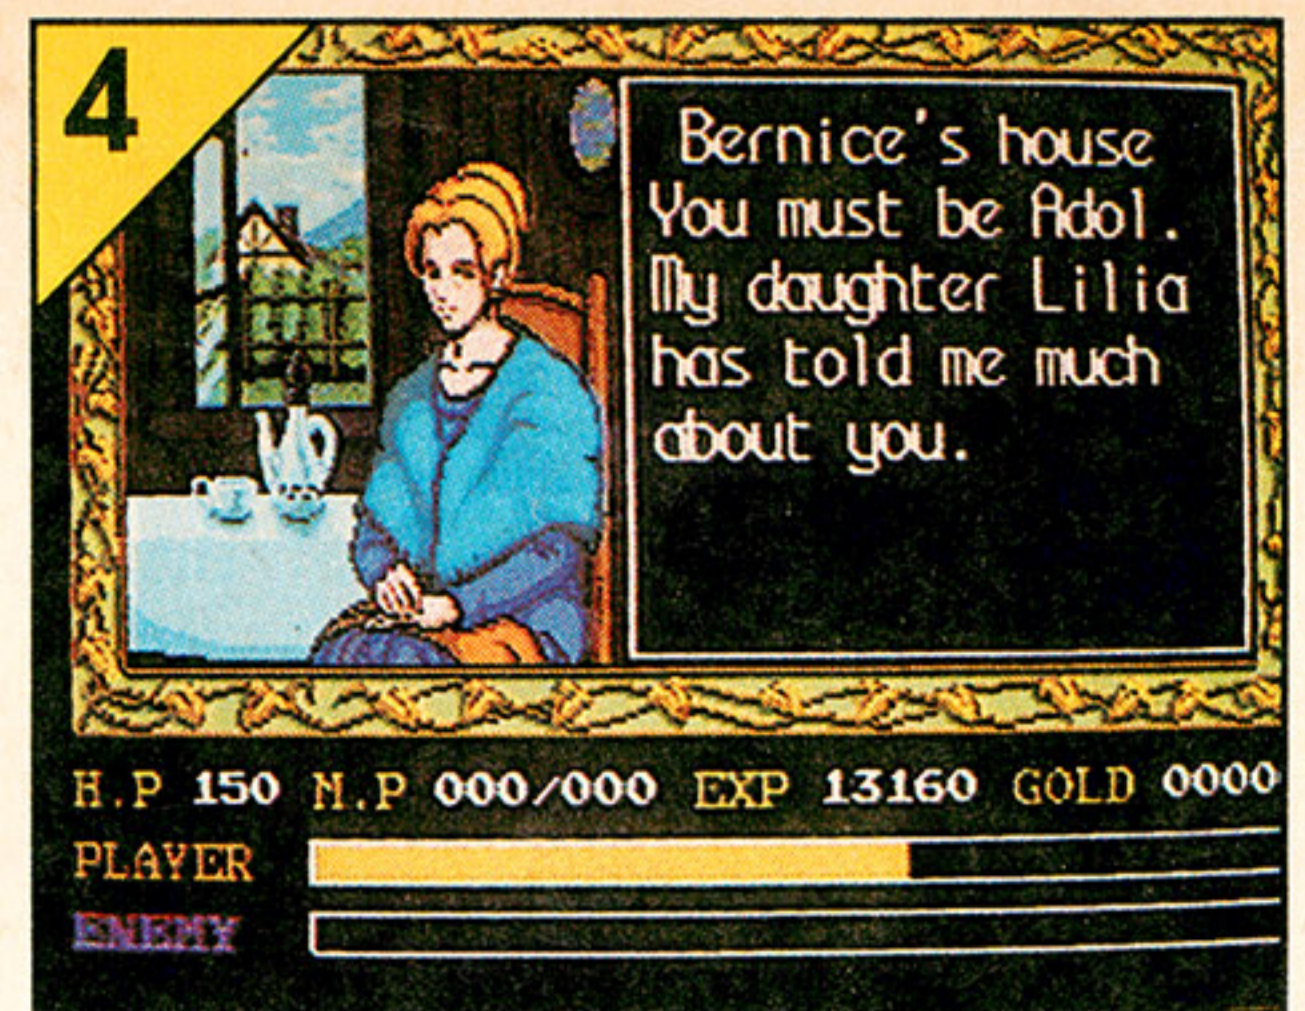 4
Bernice's house
You must be Adol.
My daughter Lilia
has told me much
about you.
H.P 150 M.P 000/000 EXP 13160 GOLD 0000
PLAYER
ENEMY